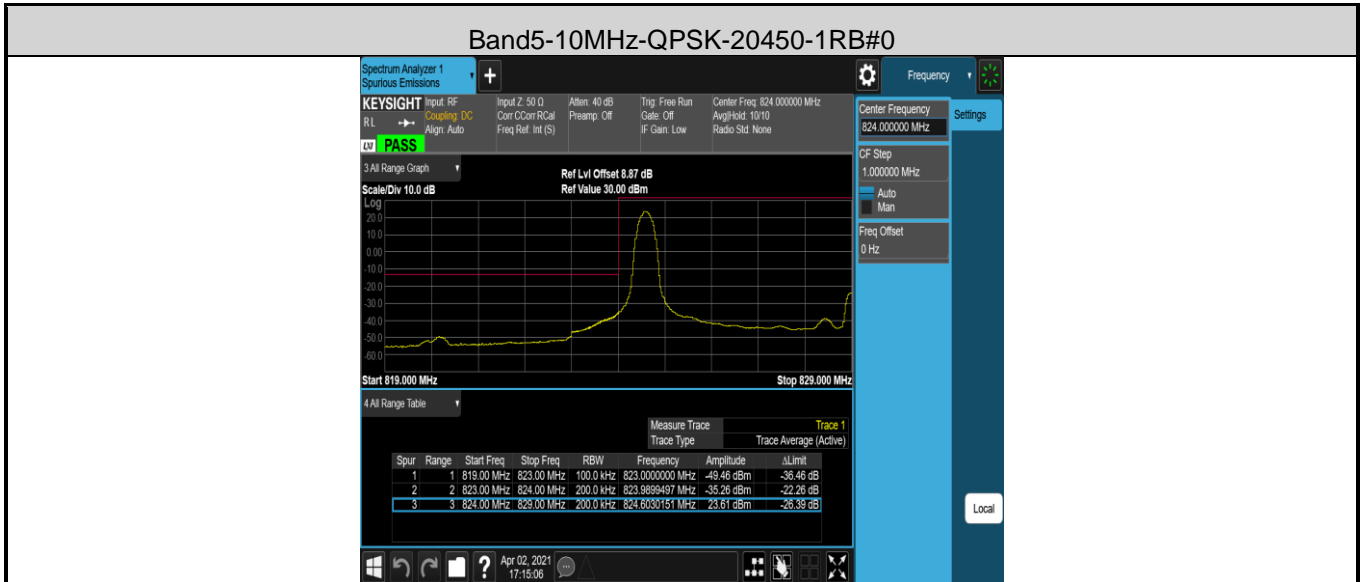 Band5-10MHz-QPSK-20450-1RB#0
Spectrum Analyzer 1
Spurious Emissions
+
Frequency
KEYSIGHT Input: RF Input Z: 50 Ω Atten: 40 dB Trig: Free Run Center Freq: 824.000000 MHz
RL Coupling: DC Corr CCorr RCal Preamp: Off Gate: Off Avg|Hold: 10/10
Align: Auto Freq Ref: Int (S) IF Gain: Low Radio Std: None
LXI PASS
Center Frequency
824.000000 MHz
Settings
CF Step
1.000000 MHz
Auto
Man
Freq Offset
0 Hz
3 All Range Graph
Ref Lvl Offset 8.87 dB
Scale/Div 10.0 dB Ref Value 30.00 dBm
Log
20.0
10.0
0.00
-10.0
-20.0
-30.0
-40.0
-50.0
-60.0
Start 819.000 MHz Stop 829.000 MHz
4 All Range Table
Measure Trace Trace 1
Trace Type Trace Average (Active)
Spur Range Start Freq Stop Freq RBW Frequency Amplitude ΔLimit
1 1 819.00 MHz 823.00 MHz 100.0 kHz 823.0000000 MHz -49.46 dBm -36.46 dB
2 2 823.00 MHz 824.00 MHz 200.0 kHz 823.9899497 MHz -35.26 dBm -22.26 dB
3 3 824.00 MHz 829.00 MHz 200.0 kHz 824.6030151 MHz 23.61 dBm -26.39 dB
Local
? Apr 02, 2021
17:15:06